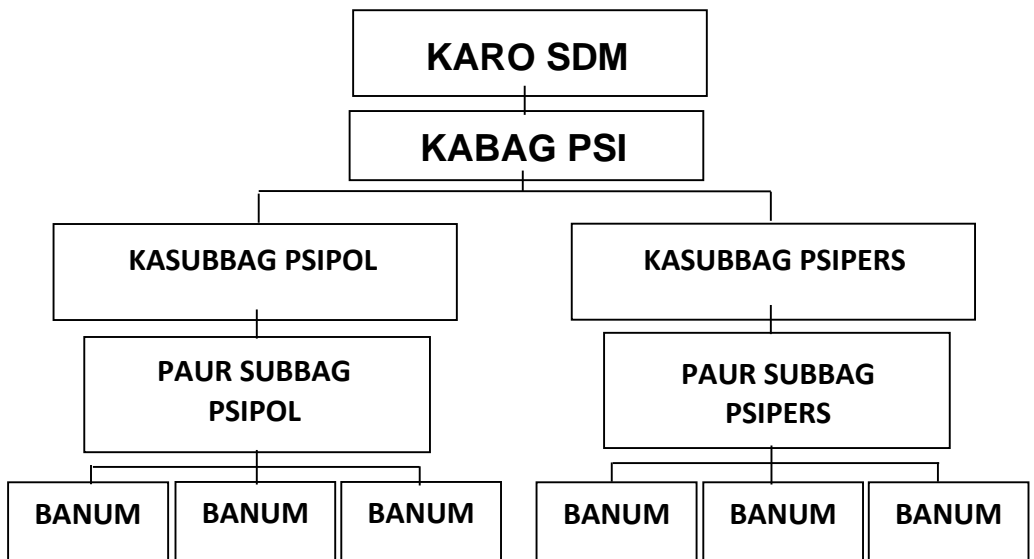 KARO SDM
KABAG PSI
KASUBBAG PSIPOL
KASUBBAG PSIPERS
PAUR SUBBAG
PSIPOL
PAUR SUBBAG
PSIPERS
BANUM
BANUM
BANUM
BANUM
BANUM
BANUM